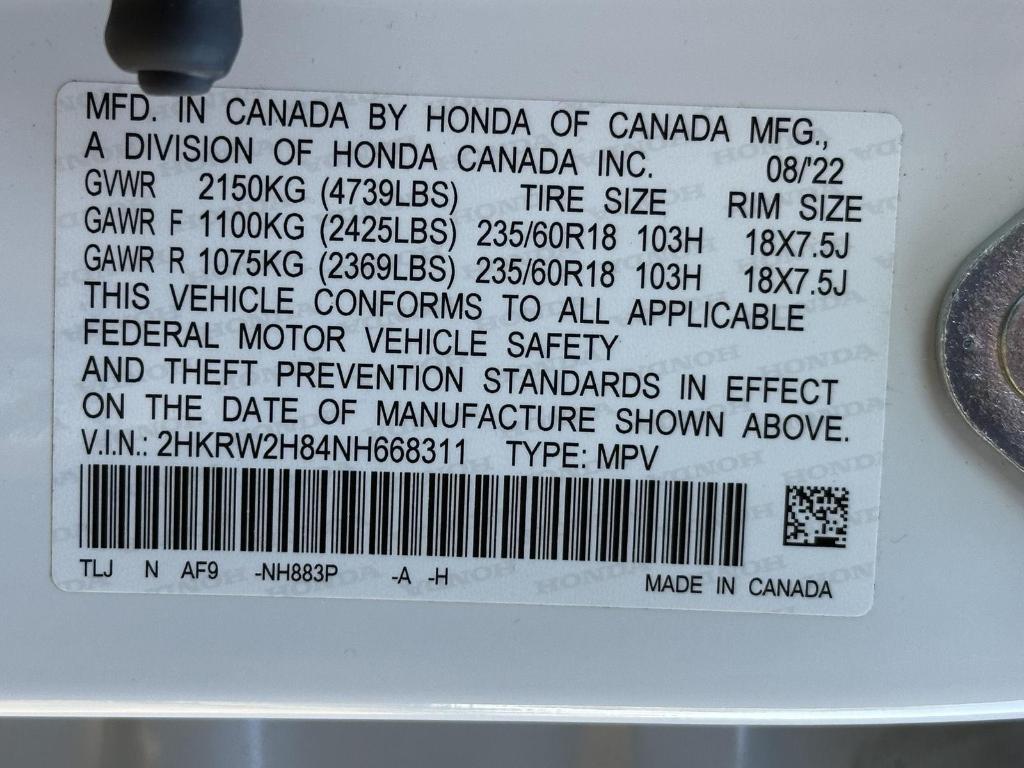 MFD. IN CANADA BY HONDA OF CANADA MFG.,
A DIVISION OF HONDA CANADA INC. 08/'22
GVWR 2150KG (4739LBS) TIRE SIZE RIM SIZE
GAWR F 1100KG (2425LBS) 235/60R18 103H 18X7.5J
GAWR R 1075KG (2369LBS) 235/60R18 103H 18X7.5J
THIS VEHICLE CONFORMS TO ALL APPLICABLE
FEDERAL MOTOR VEHICLE SAFETY
AND THEFT PREVENTION STANDARDS IN EFFECT
ON THE DATE OF MANUFACTURE SHOWN ABOVE.
V.I.N.: 2HKRW2H84NH668311 TYPE: MPV
TLJ N AF9 -NH883P -A -H MADE IN CANADA